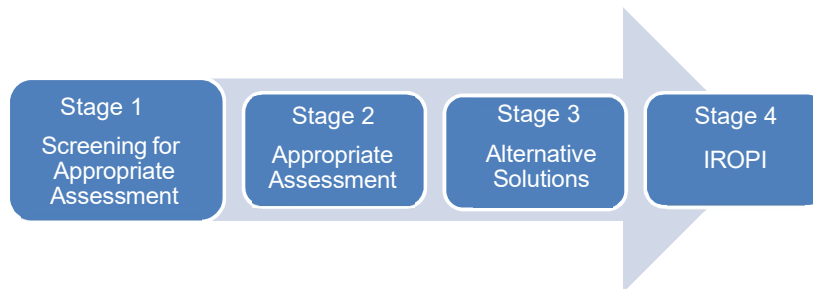 Stage 1
Screening for
Appropriate
Assessment
Stage 2
Appropriate
Assessment
Stage 3
Alternative
Solutions
Stage 4
IROPI